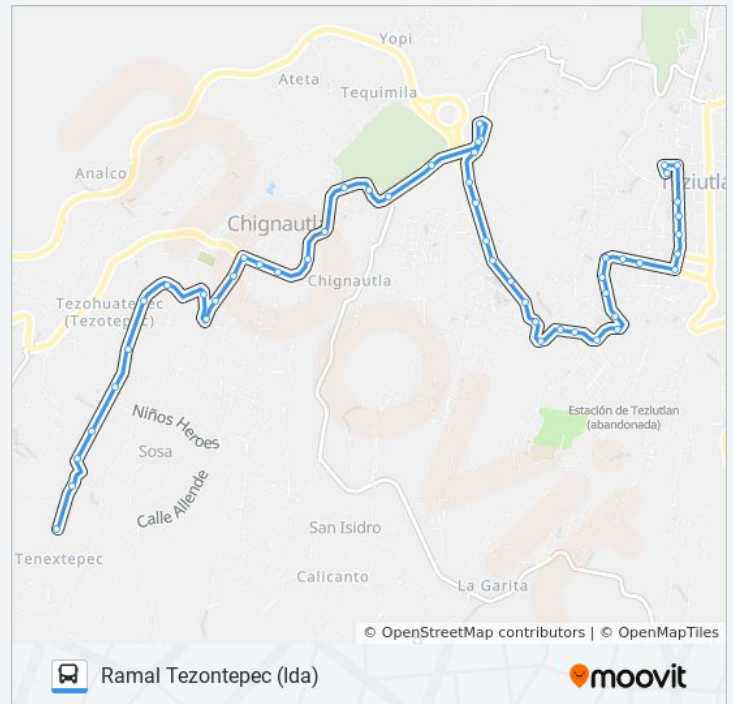 Yopi
Ateta
Tequimila
Analco
Teziutla
Chignautla
Chignautla
Tezohuatepec
(Tezotepec)
Niños Heroes
Estación de Teziutlan
(abandonada)
Sosa
Calle Allende
San Isidro
Tenextepec
Calicanto
La Garita
moovit
© OpenStreetMap contributors | © OpenMapTiles
Ramal Tezontepec (Ida)
moovit